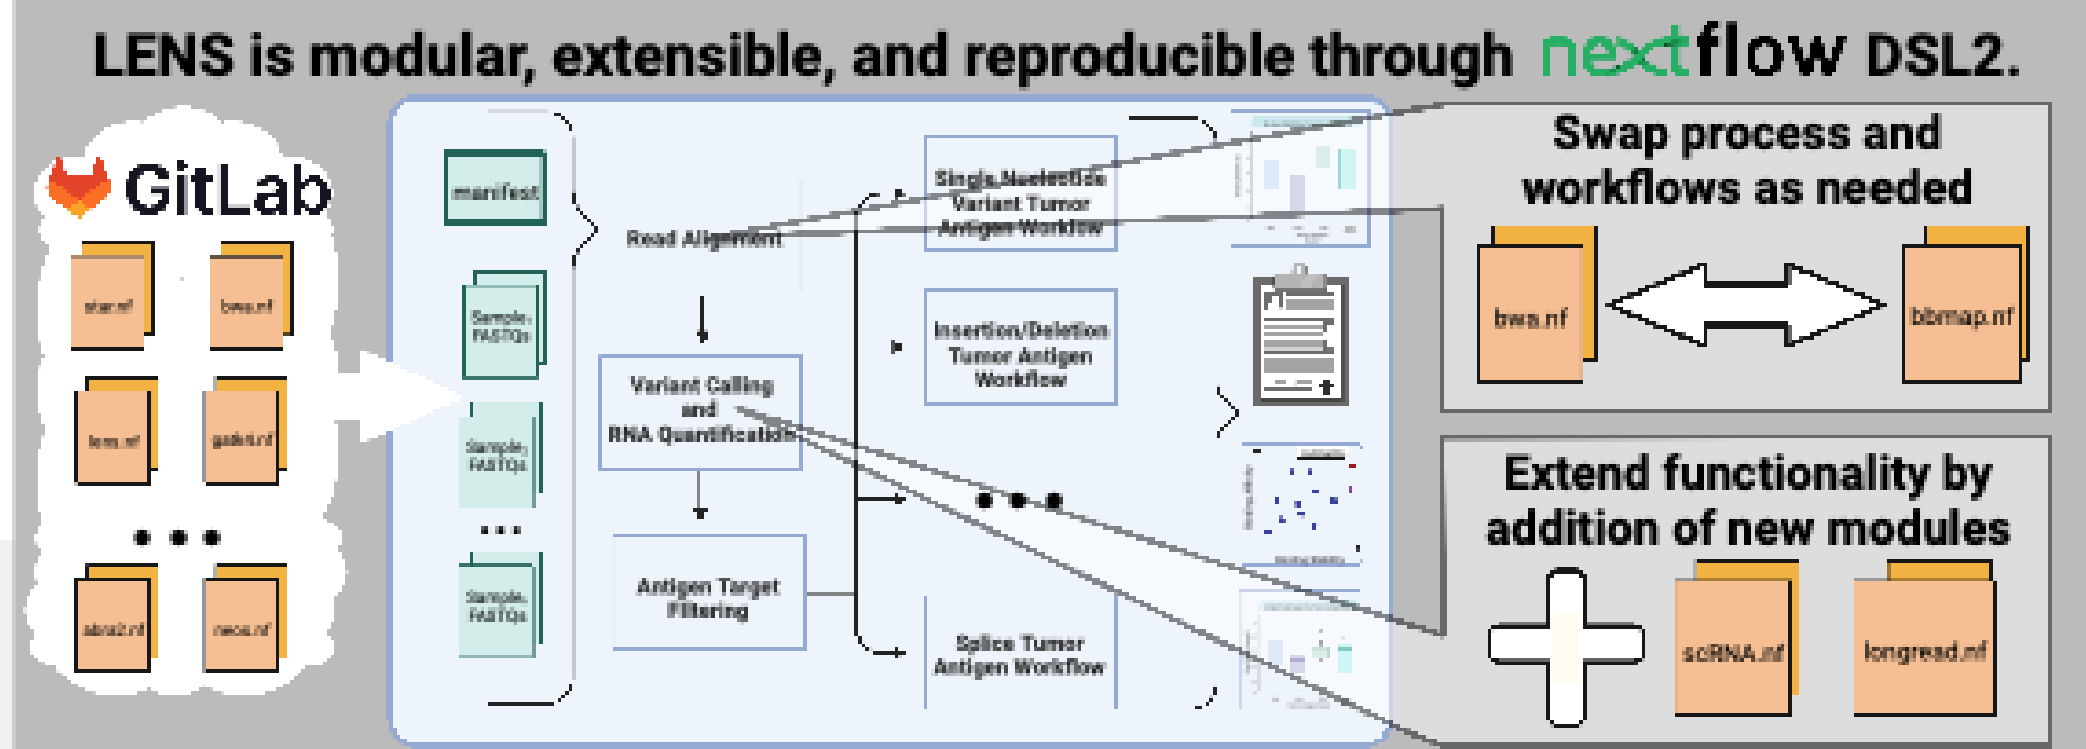 LENS is modular, extensible, and reproducible through nextflow DSL2.
GitLab
star.nf
bwa.nf
lens.nf
gatk4.nf
abra2.nf
neos.nf
manifest
Sample
FASTQs
Sample
FASTQs
Sample
FASTQs
Read Alignment
Variant Calling
and
RNA Quantification
Antigen Target
Filtering
Single Nucleotide
Variant Tumor
Antigen Workflow
Insertion/Deletion
Tumor Antigen
Workflow
Splice Tumor
Antigen Workflow
Swap process and
workflows as needed
bwa.nf
bbmap.nf
Extend functionality by
addition of new modules
scRNA.nf
longread.nf